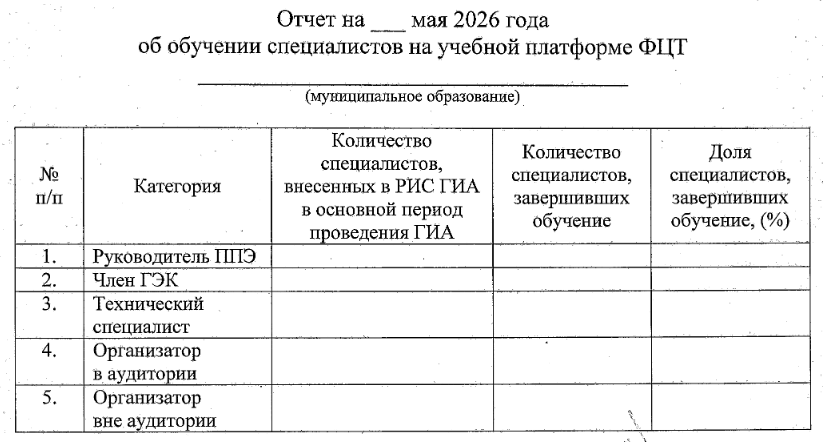 Отчет на ___ мая 2026 года
об обучении специалистов на учебной платформе ФЦТ
(муниципальное образование)
№
п/п
Категория
Количество
специалистов,
внесенных в РИС ГИА
в основной период
проведения ГИА
Количество
специалистов,
завершивших
обучение
Доля
специалистов,
завершивших
обучение, (%)
1. Руководитель ППЭ
2. Член ГЭК
3. Технический
специалист
4. Организатор
в аудитории
5. Организатор
вне аудитории